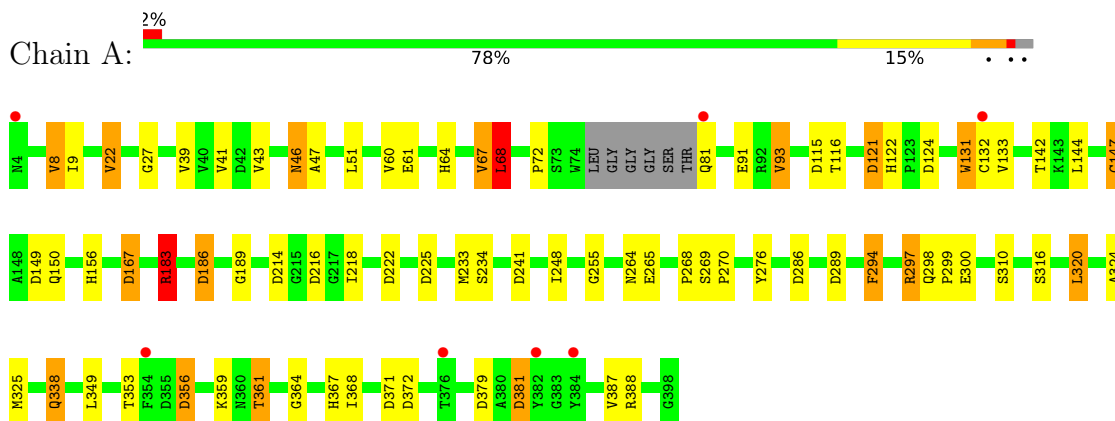 2%
Chain A:
78% 15% • • •
N4 V8 I9 V22 G27 V39 V40 V41 D42 V43 N46 A47 L51 V60 E61 H64 V67 L68 P72 S73 W74 LEU GLY GLY GLY SER THR Q81 E91 R92 V93 D115 T116 D121 H122 P123 D124 W131 C132 V133 T142 K143 L144
A148 D149 Q150 H156 D167 R183 D186 G189 D214 G215 D216 G217 I218 D222 D225 M233 S234 D241 I248 G255 N264 E265 P268 S269 P270 Y276 D286 D289 F294 R297 Q298 P299 E300 S310 S316 L320
M325 Q338 L349 T353 F354 D355 D356 K359 N360 T361 G364 H367 I368 D371 D372 T376 D379 A380 D381 Y382 G383 Y384 V387 R388 G398